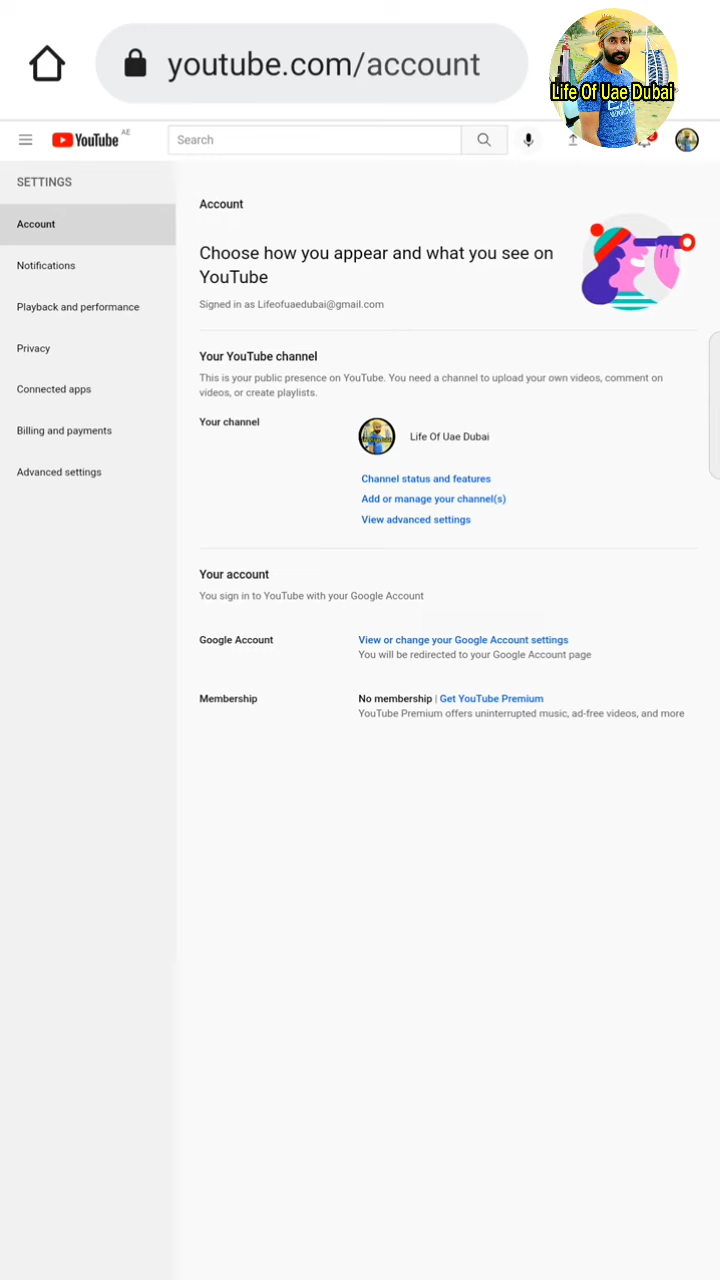 youtube.com/account
Life Of Uae Dubai
YouTube AE
Search
SETTINGS
Account
Notifications
Playback and performance
Privacy
Connected apps
Billing and payments
Advanced settings
Account
Choose how you appear and what you see on
YouTube
Signed in as Lifeofuaedubai@gmail.com
Your YouTube channel
This is your public presence on YouTube. You need a channel to upload your own videos, comment on
videos, or create playlists.
Your channel
Life Of Uae Dubai
Channel status and features
Add or manage your channel(s)
View advanced settings
Your account
You sign in to YouTube with your Google Account
Google Account
View or change your Google Account settings
You will be redirected to your Google Account page
Membership
No membership | Get YouTube Premium
YouTube Premium offers uninterrupted music, ad-free videos, and more